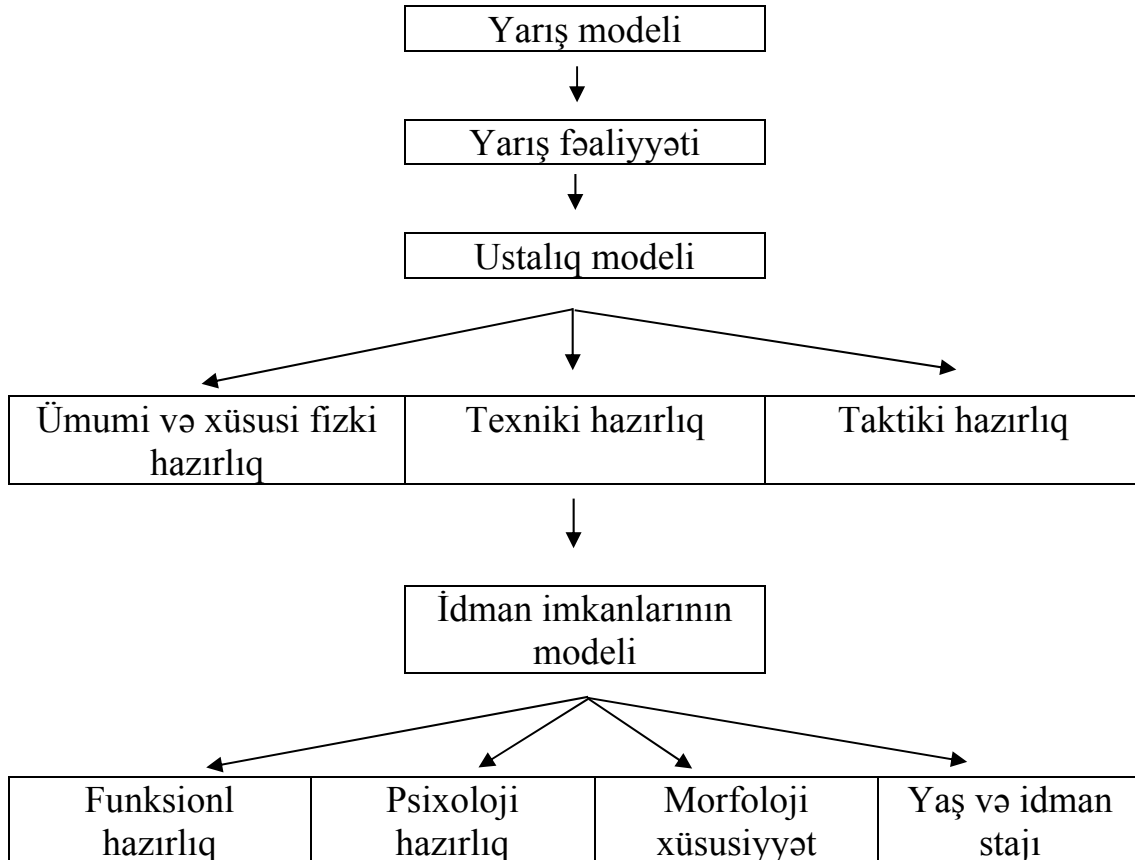 Yarış modeli
Yarış fəaliyyəti
Ustalıq modeli
Ümumi və xüsusi fizki
hazırlıq
Texniki hazırlıq
Taktiki hazırlıq
İdman imkanlarının
modeli
Funksionl
hazırlıq
Psixoloji
hazırlıq
Morfoloji
xüsusiyyət
Yaş və idman
stajı